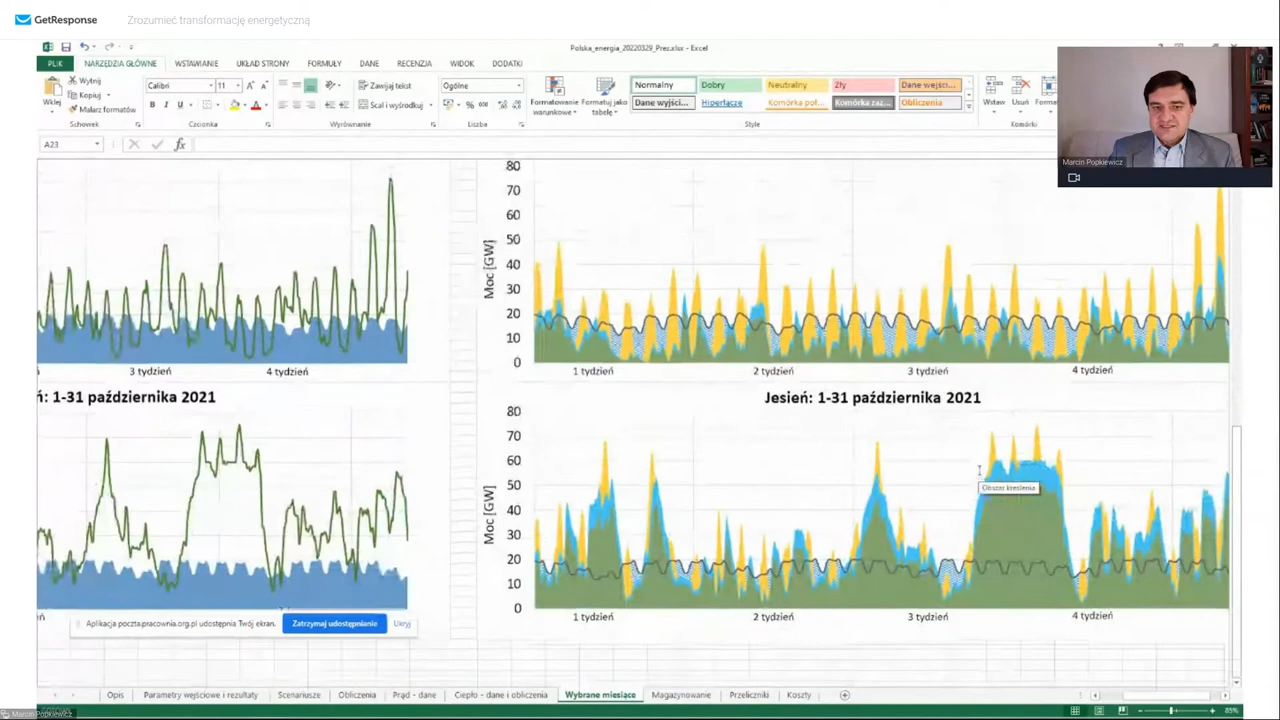 GetResponse
Zrozumieć transformację energetyczną
Polska_energia_20220329_Prez.xlsx - Excel
PLIK NARZĘDZIA GŁÓWNE WSTAWIANIE UKŁAD STRONY FORMUŁY DANE RECENZJA WIDOK DODATKI
Wklej
Wytnij
Kopiuj
Malarz formatów
Schowek
Calibri 11
B I U
Czcionka
Zawijaj tekst
Scal i wyśrodkuj
Wyrównanie
Ogólne
Liczba
Formatowanie warunkowe
Formatuj jako tabelę
Normalny Dobry Neutralny Zły Dane wejści...
Dane wyjści... Hiperłącze Komórka poł... Komórka zaz... Obliczenia
Style
Wstaw Usuń Forma
Komórki
Marcin Popkiewicz
A23
fx
3 tydzień 4 tydzień
ń: 1-31 października 2021
Moc [GW]
80
70
60
50
40
30
20
10
0
1 tydzień 2 tydzień 3 tydzień 4 tydzień
Jesień: 1-31 października 2021
Moc [GW]
80
70
60
50
40
30
20
10
0
Obszar kreślenia
1 tydzień 2 tydzień 3 tydzień 4 tydzień
Aplikacja poczta.pracownia.org.pl udostępnia Twój ekran. Zatrzymaj udostępnianie Ukryj
Opis Parametry wejściowe i rezultaty Scenariusze Obliczenia Prąd - dane Ciepło - dane i obliczenia Wybrane miesiące Magazynowanie Przeliczniki Koszty
Marcin Popkiewicz
85%